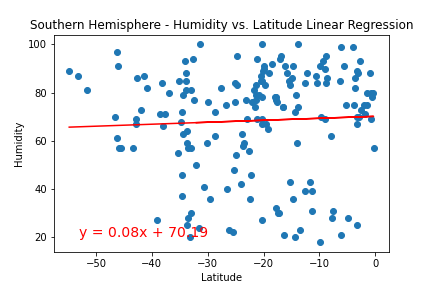 Southern Hemisphere - Humidity vs. Latitude Linear Regression
100
80
60
40
20
Humidity
y = 0.08x + 70.19
−50
−40
−30
−20
−10
0
Latitude